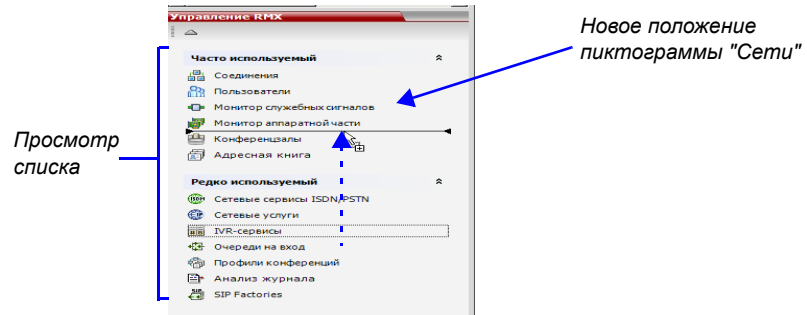 Управление RMX
Часто используемый
Соединения
Пользователи
Монитор служебных сигналов
Монитор аппаратной части
Конференцзалы
Адресная книга
Редко используемый
Сетевые сервисы ISDN/PSTN
Сетевые услуги
IVR-сервисы
Очереди на вход
Профили конференций
Анализ журнала
SIP Factories
Просмотр
списка
Новое положение
пиктограммы "Сети"